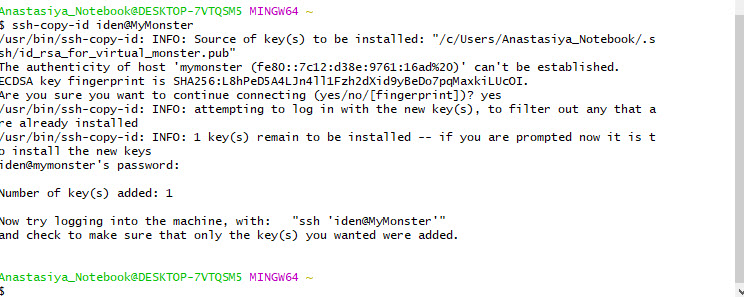 Anastasiya_Notebook@DESKTOP-7VTQSM5 MINGW64 ~
$ ssh-copy-id iden@MyMonster
/usr/bin/ssh-copy-id: INFO: Source of key(s) to be installed: "/c/Users/Anastasiya_Notebook/.s
sh/id_rsa_for_virtual_monster.pub"
The authenticity of host 'mymonster (fe80::7c12:d38e:9761:16ad%20)' can't be established.
ECDSA key fingerprint is SHA256:L8hPeD5A4LJn4ll1Fzh2dXid9yBeDo7pqMaxkiLUcOI.
Are you sure you want to continue connecting (yes/no/[fingerprint])? yes
/usr/bin/ssh-copy-id: INFO: attempting to log in with the new key(s), to filter out any that a
re already installed
/usr/bin/ssh-copy-id: INFO: 1 key(s) remain to be installed -- if you are prompted now it is t
o install the new keys
iden@mymonster's password:
Number of key(s) added: 1
Now try logging into the machine, with:   "ssh 'iden@MyMonster'"
and check to make sure that only the key(s) you wanted were added.
Anastasiya_Notebook@DESKTOP-7VTQSM5 MINGW64 ~
$